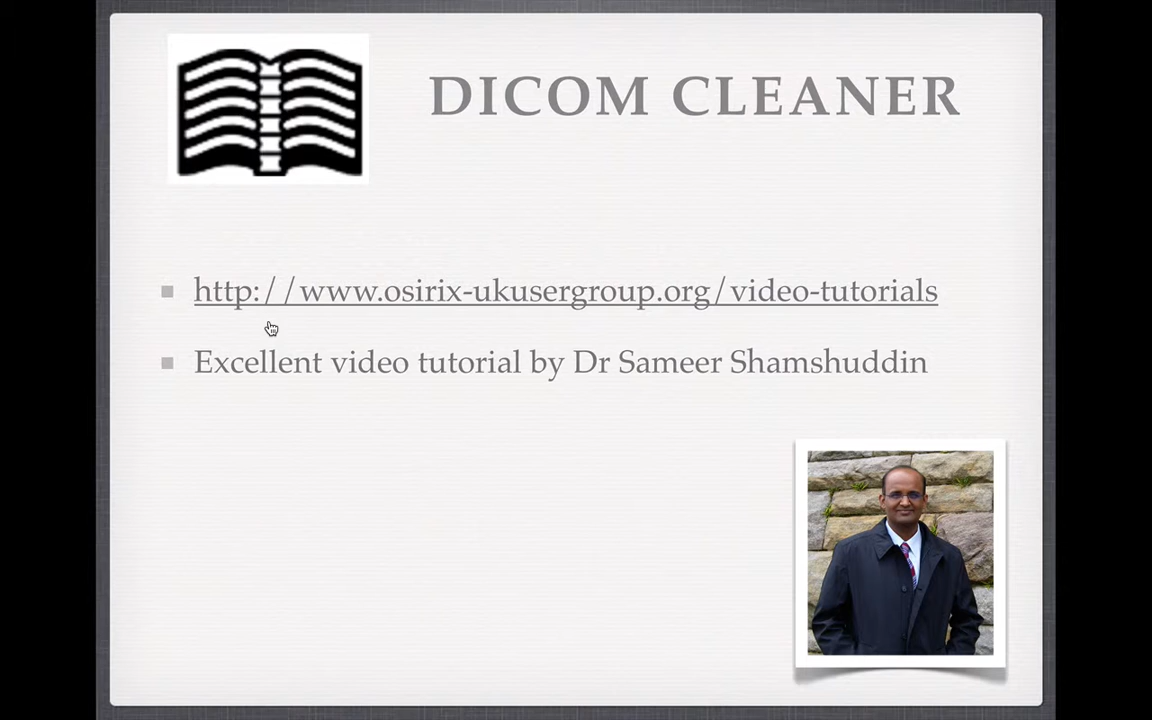 DICOM CLEANER
http://www.osirix-ukusergroup.org/video-tutorials
Excellent video tutorial by Dr Sameer Shamshuddin